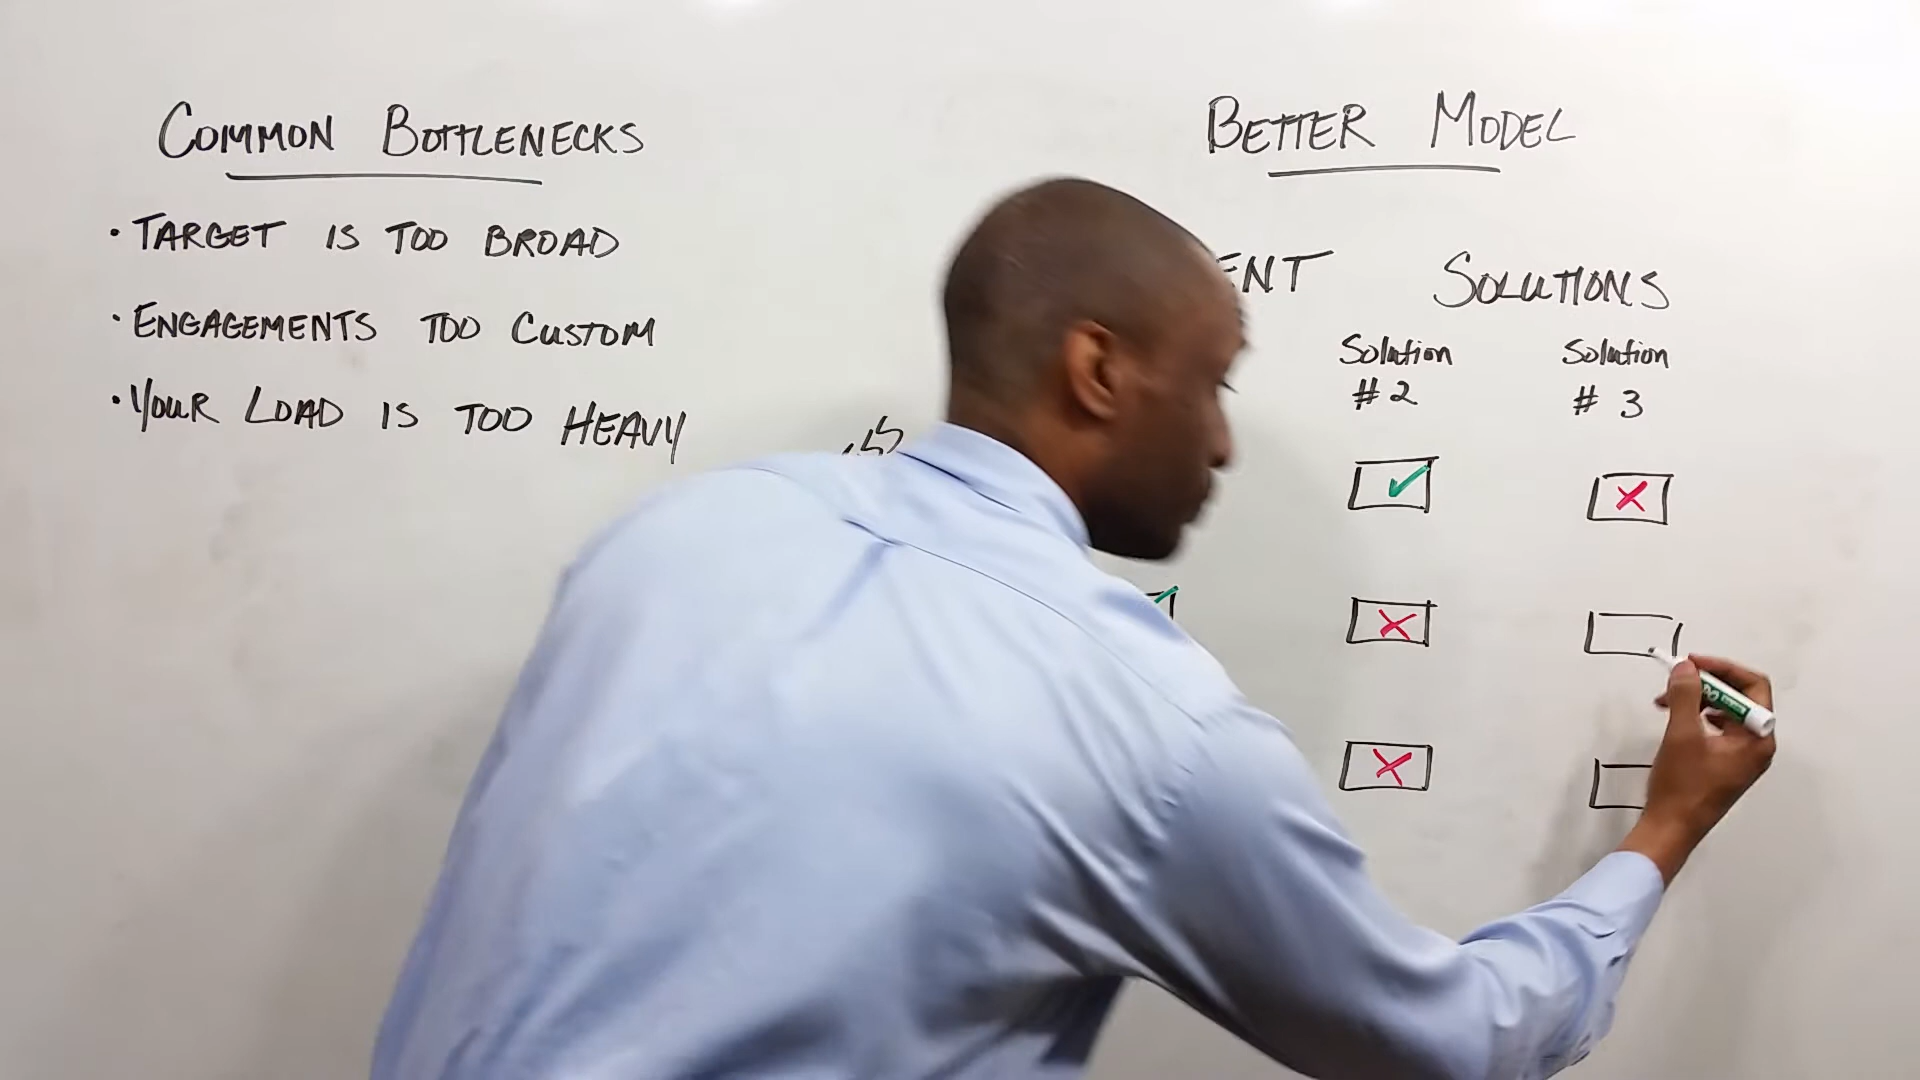 COMMON BOTTLENECKS
• TARGET IS TOO BROAD
• ENGAGEMENTS TOO CUSTOM
• YOUR LOAD IS TOO HEAVY
BETTER MODEL
ENT SOLUTIONS
Solution #2
Solution #3